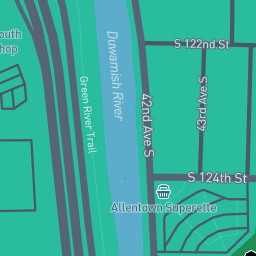 outh
hop
Duwamish River
Green River Trail
S 122nd St
42nd Ave S
43rd Ave S
S 124th St
Allentown Superette